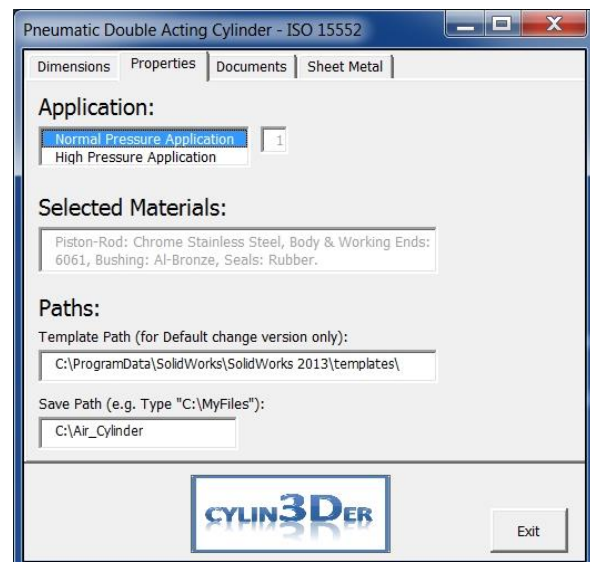 Pneumatic Double Acting Cylinder - ISO 15552
Dimensions Properties Documents Sheet Metal
Application:
Normal Pressure Application 1
High Pressure Application
Selected Materials:
Piston-Rod: Chrome Stainless Steel, Body & Working Ends:
6061, Bushing: Al-Bronze, Seals: Rubber.
Paths:
Template Path (for Default change version only):
C:\ProgramData\SolidWorks\SolidWorks 2013\templates\
Save Path (e.g. Type "C:\MyFiles"):
C:\Air_Cylinder
CYLIN3DER
Exit